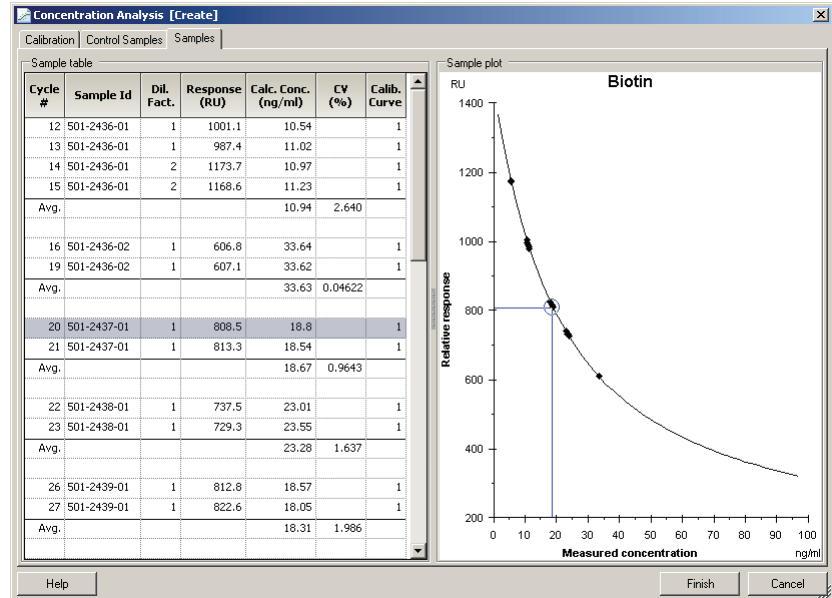 Concentration Analysis [Create]
Calibration Control Samples Samples
Sample table
Cycle # Sample Id Dil. Fact. Response (RU) Calc. Conc. (ng/ml) CV (%) Calib. Curve
12 501-2436-01 1 1001.1 10.54 1
13 501-2436-01 1 987.4 11.02 1
14 501-2436-01 2 1173.7 10.97 1
15 501-2436-01 2 1168.6 11.23 1
Avg. 10.94 2.640
16 501-2436-02 1 606.8 33.64 1
19 501-2436-02 1 607.1 33.62 1
Avg. 33.63 0.04622
20 501-2437-01 1 808.5 18.8 1
21 501-2437-01 1 813.3 18.54 1
Avg. 18.67 0.9643
22 501-2438-01 1 737.5 23.01 1
23 501-2438-01 1 729.3 23.55 1
Avg. 23.28 1.637
26 501-2439-01 1 812.8 18.57 1
27 501-2439-01 1 822.6 18.05 1
Avg. 18.31 1.986
Sample plot
RU
Biotin
1400
1200
1000
800
600
400
200
Relative response
0 10 20 30 40 50 60 70 80 90 100
Measured concentration
ng/ml
Help Finish Cancel